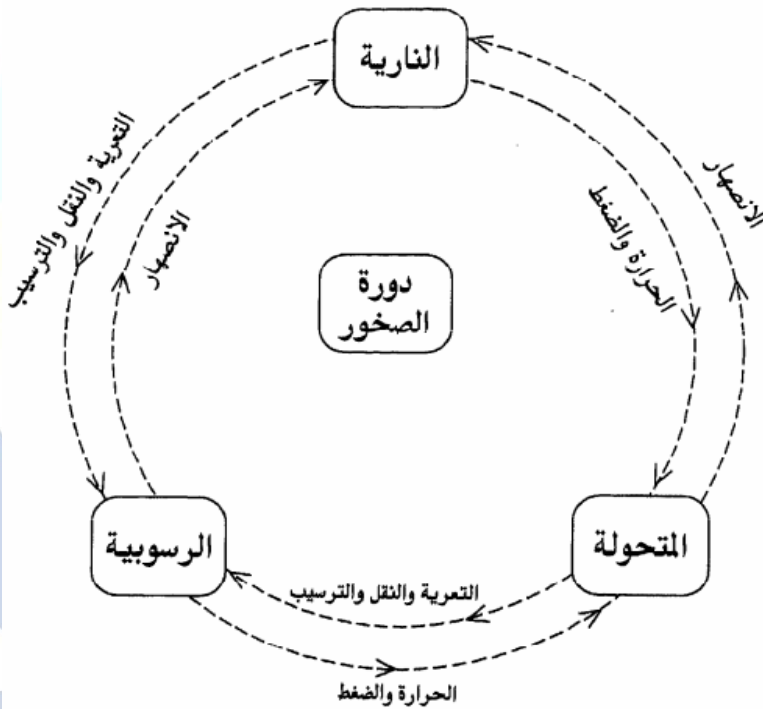 النارية
التعرية والنقل والترسيب
الانصهار
الحرارة والضغط
الانصهار
دورة
الصخور
الرسوبية
المتحولة
التعرية والنقل والترسيب
الحرارة والضغط